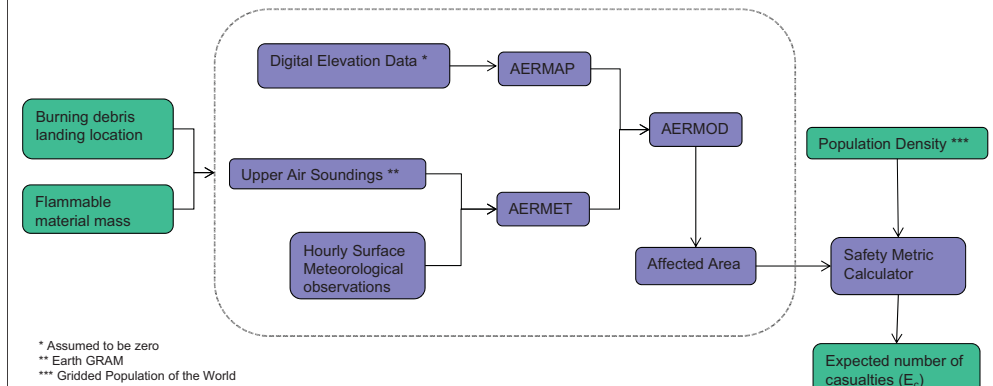 Digital Elevation Data *
AERMAP
Burning debris
landing location
AERMOD
Population Density ***
Upper Air Soundings **
Flammable
material mass
AERMET
Hourly Surface
Meteorological
observations
Affected Area
Safety Metric
Calculator
* Assumed to be zero
** Earth GRAM
*** Gridded Population of the World
Expected number of
casualties (Ec)